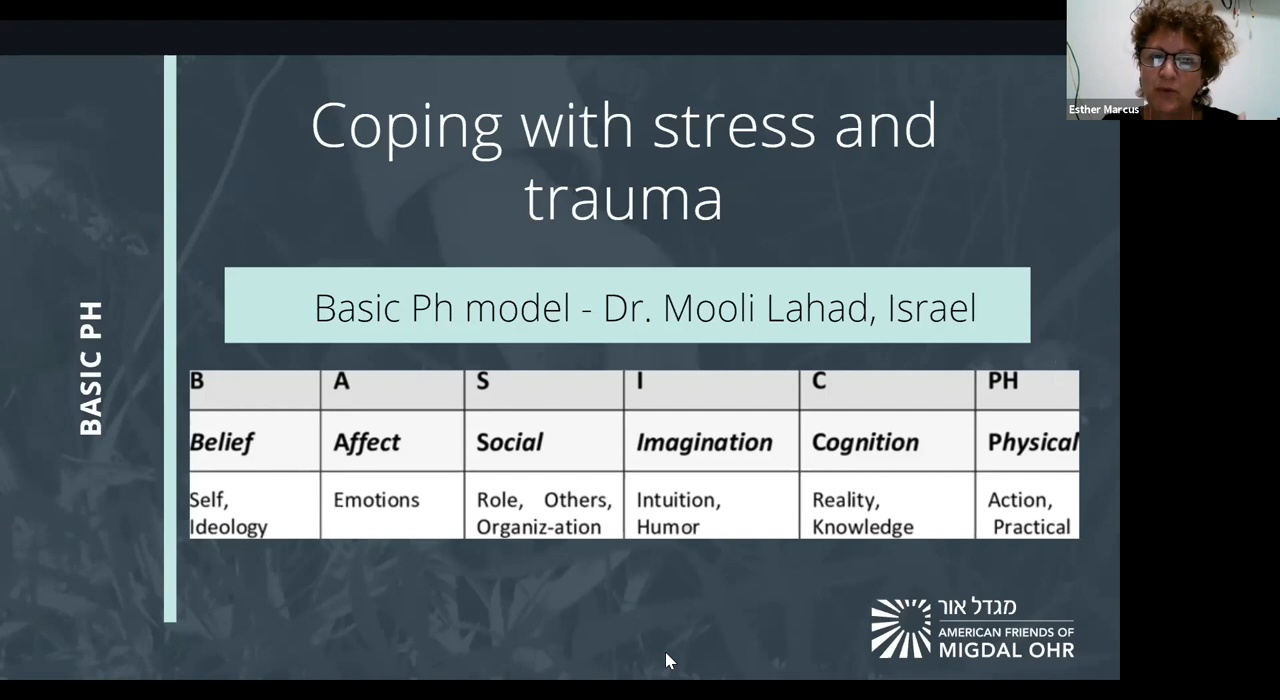 Esther Marcus
Coping with stress and
trauma
BASIC PH
Basic Ph model - Dr. Mooli Lahad, Israel
B A S I C PH
Belief Affect Social Imagination Cognition Physical
Self, Emotions Role, Others, Intuition, Reality, Action,
Ideology Organiz-ation Humor Knowledge Practical
מגדל אור
AMERICAN FRIENDS OF
MIGDAL OHR